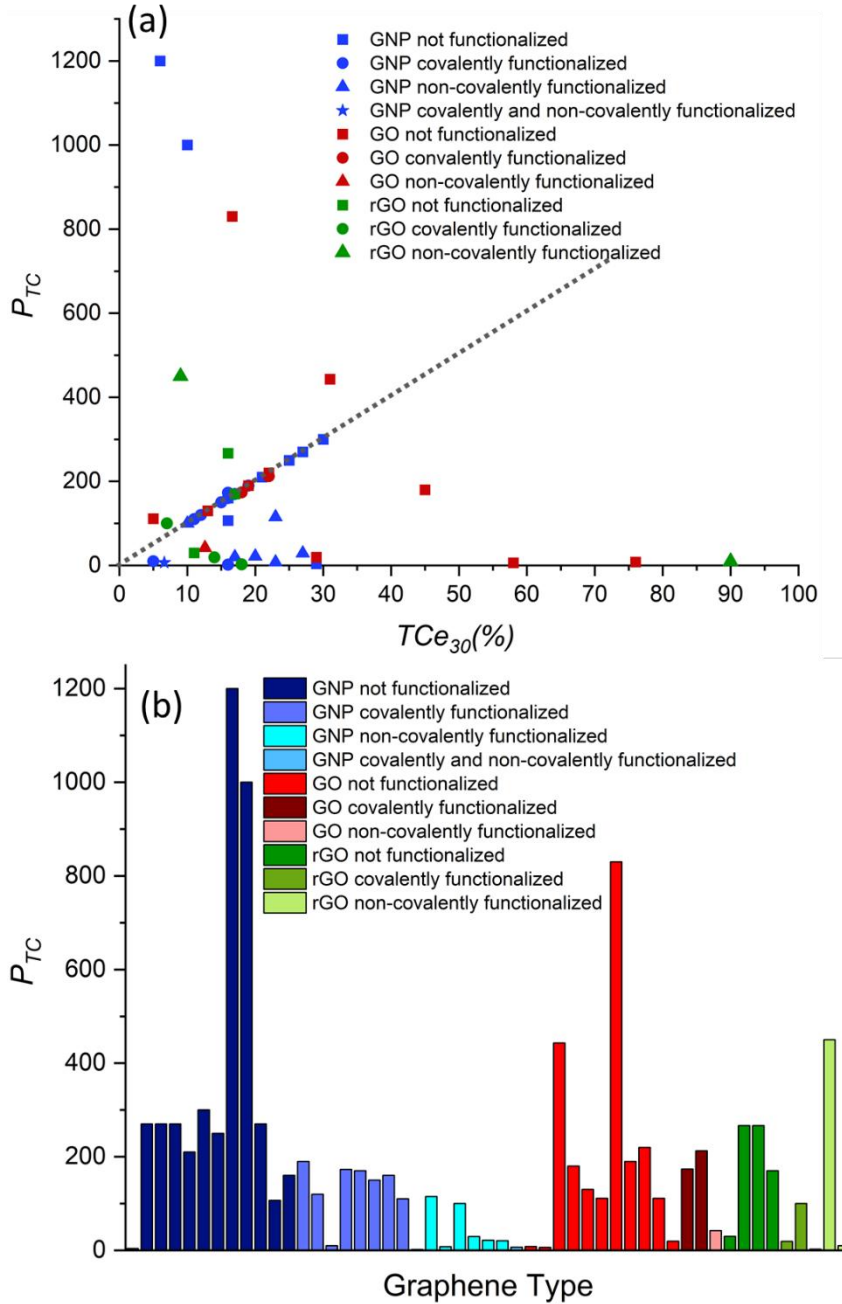 (a)
GNP not functionalized
GNP covalently functionalized
GNP non-covalently functionalized
GNP covalently and non-covalently functionalized
GO not functionalized
GO convalently functionalized
GO non-covalently functionalized
rGO not functionalized
rGO covalently functionalized
rGO non-covalently functionalized
1200
1000
800
600
400
200
0
P_TC
0 10 20 30 40 50 60 70 80 90 100
TCe30(%)
(b)
GNP not functionalized
GNP covalently functionalized
GNP non-covalently functionalized
GNP covalently and non-covalently functionalized
GO not functionalized
GO covalently functionalized
GO non-covalently functionalized
rGO not functionalized
rGO covalently functionalized
rGO non-covalently functionalized
1200
1000
800
600
400
200
0
P_TC
Graphene Type